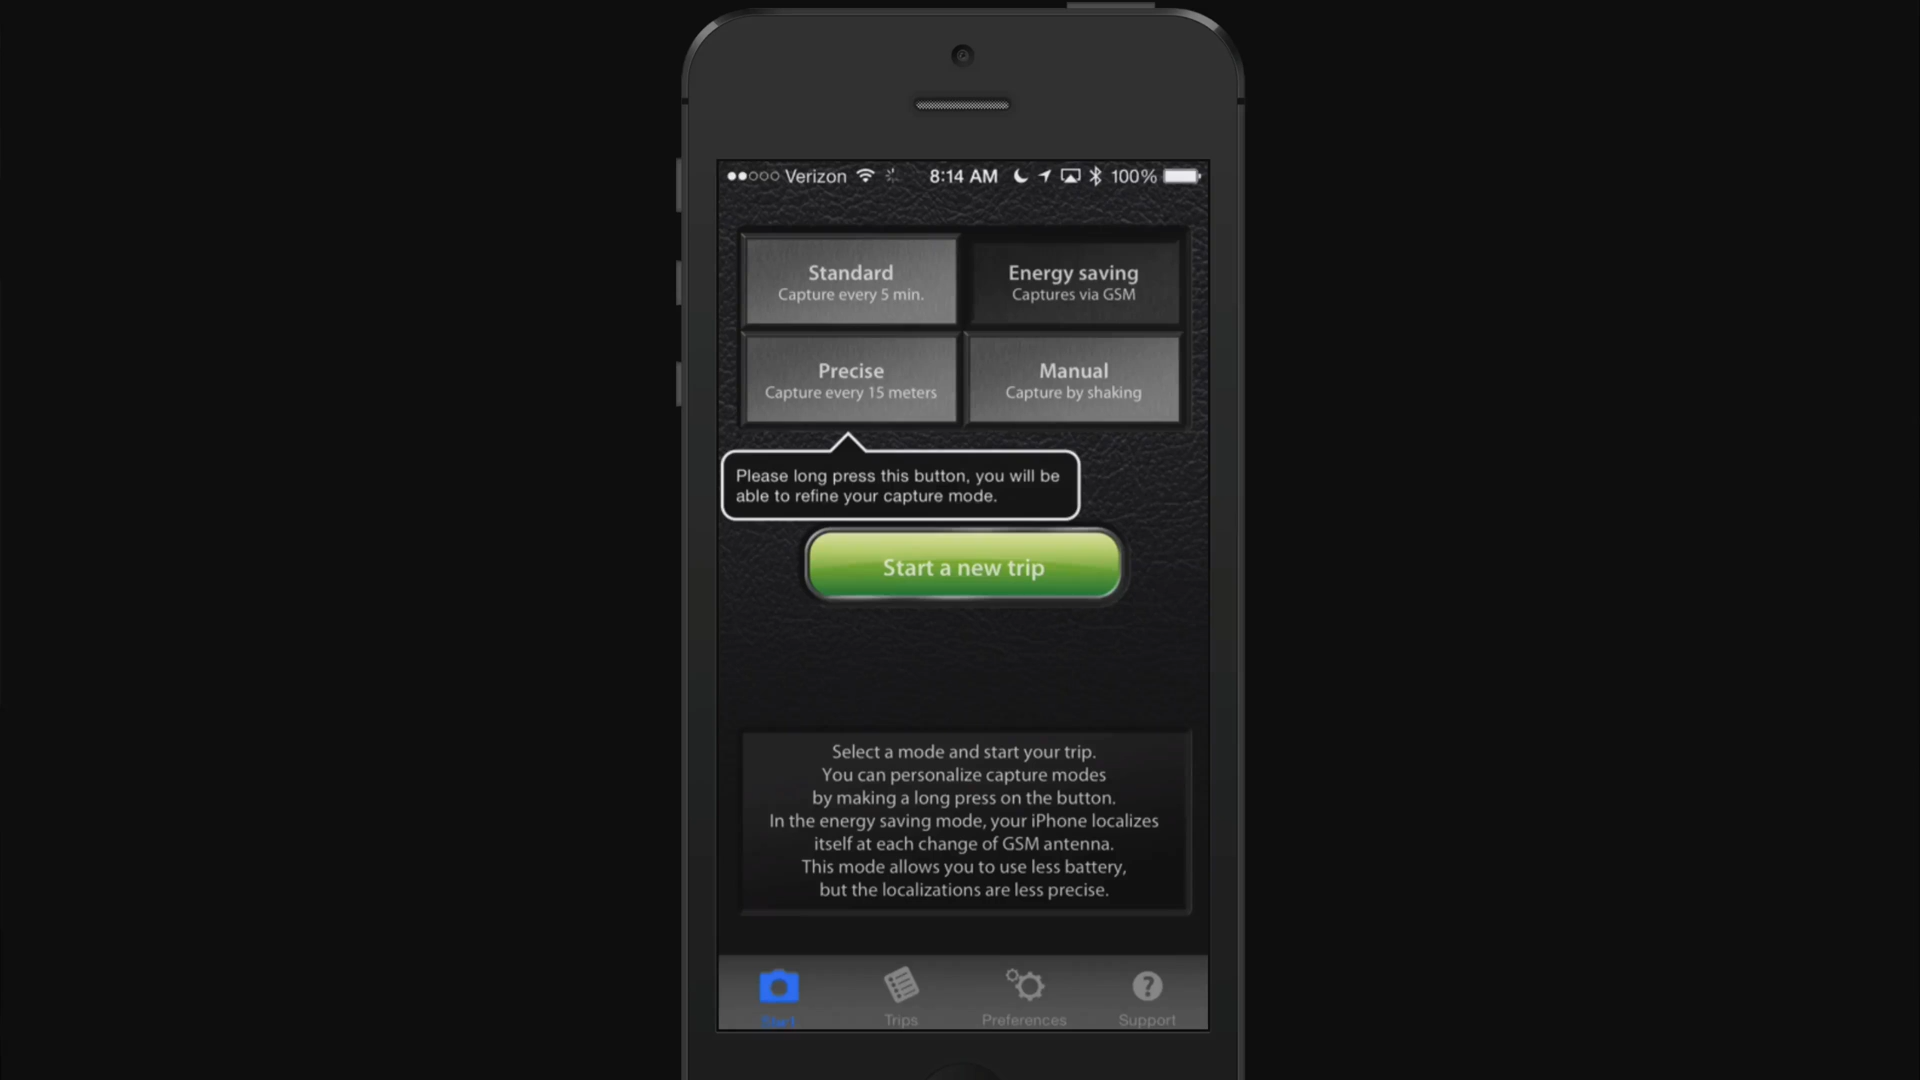 Verizon 8:14 AM 100%
Standard
Capture every 5 min.
Energy saving
Captures via GSM
Precise
Capture every 15 meters
Manual
Capture by shaking
Please long press this button, you will be
able to refine your capture mode.
Start a new trip
Select a mode and start your trip.
You can personalize capture modes
by making a long press on the button.
In the energy saving mode, your iPhone localizes
itself at each change of GSM antenna.
This mode allows you to use less battery,
but the localizations are less precise.
Start Trips Preferences Support